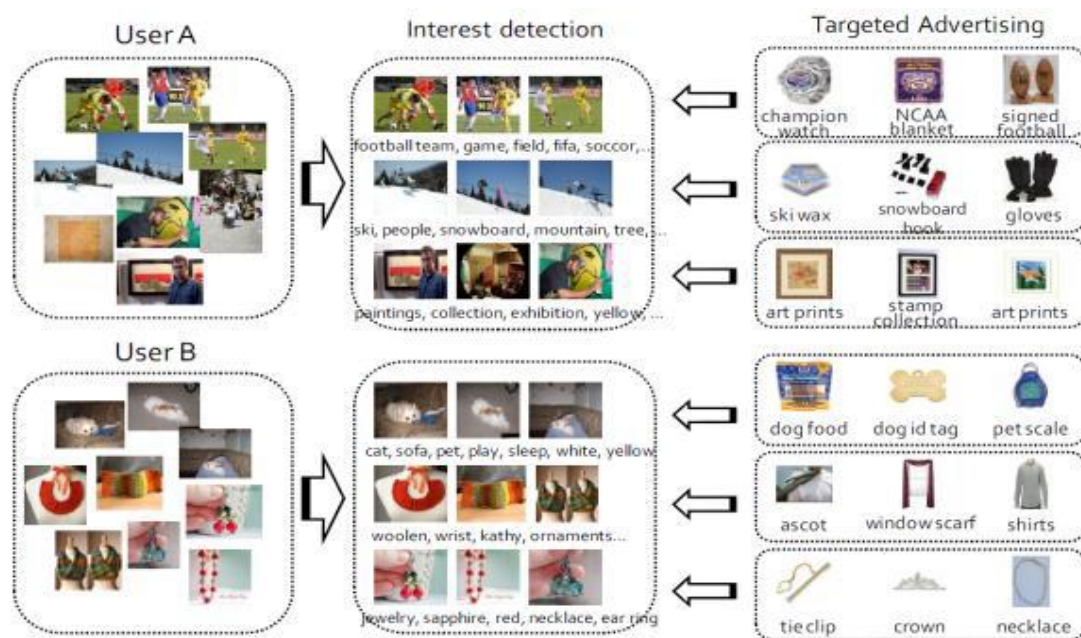 User A
Interest detection
Targeted Advertising
football team, game, field, fifa, soccor,...
champion watch
NCAA blanket
signed football
ski, people, snowboard, mountain, tree, ...
ski wax
snowboard hook
gloves
paintings, collection, exhibition, yellow, ...
art prints
stamp collection
art prints
User B
cat, sofa, pet, play, sleep, white, yellow
dog food
dog id tag
pet scale
woolen, wrist, kathy, ornaments...
ascot
window scarf
shirts
jewelry, sapphire, red, necklace, ear ring
tie clip
crown
necklace